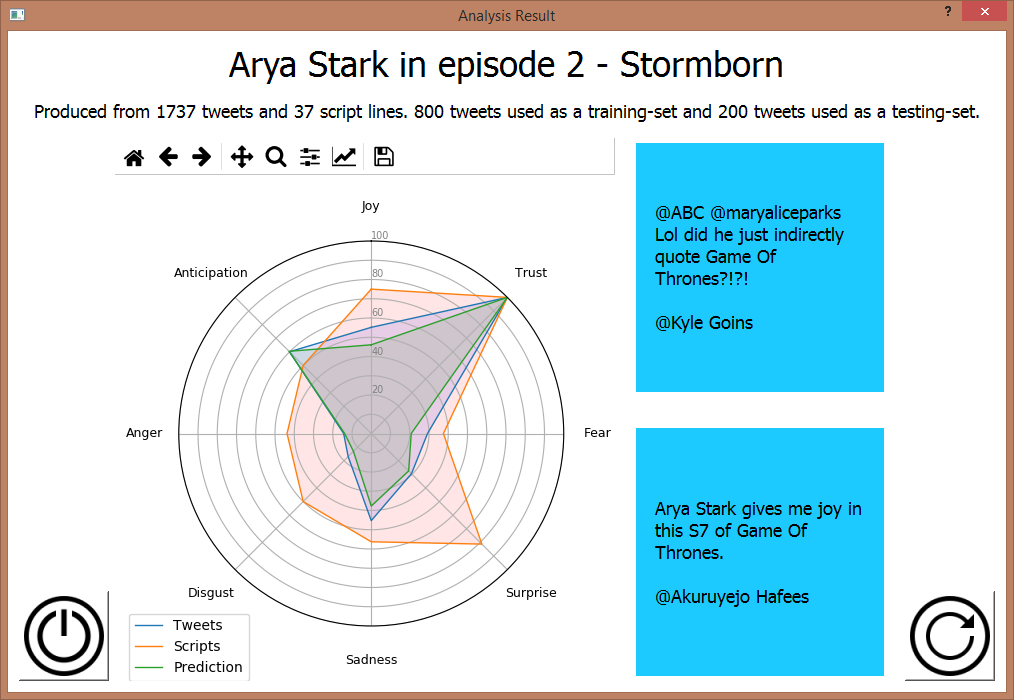 Analysis Result
?
Arya Stark in episode 2 - Stormborn
Produced from 1737 tweets and 37 script lines. 800 tweets used as a training-set and 200 tweets used as a testing-set.
Joy
100
80
60
40
20
Anticipation
Trust
Anger
Fear
Disgust
Surprise
Sadness
Tweets
Scripts
Prediction
@ABC @maryaliceparks
Lol did he just indirectly
quote Game Of
Thrones?!?!
@Kyle Goins
Arya Stark gives me joy in
this S7 of Game Of
Thrones.
@Akuruyejo Hafees